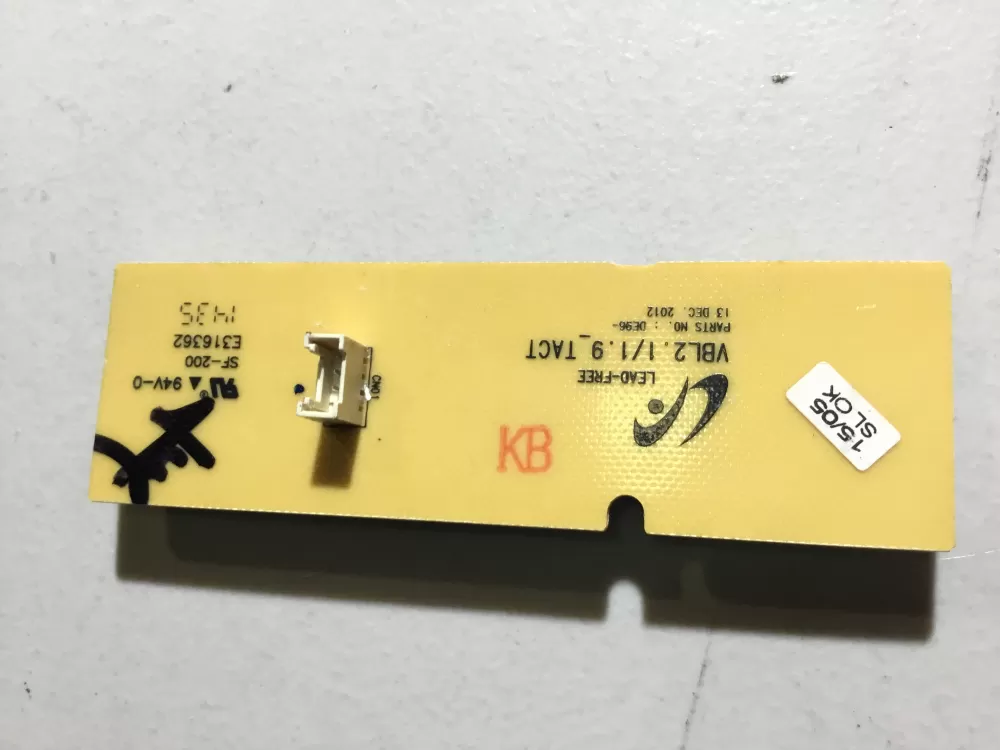 LEAD-FREE
VBL2.1/1.9_TACT
PARTS NO. : DE96-
13 DEC. 2012
CN01
94V-0
SF-200
E316362
1435
KB
15/05
SL OK